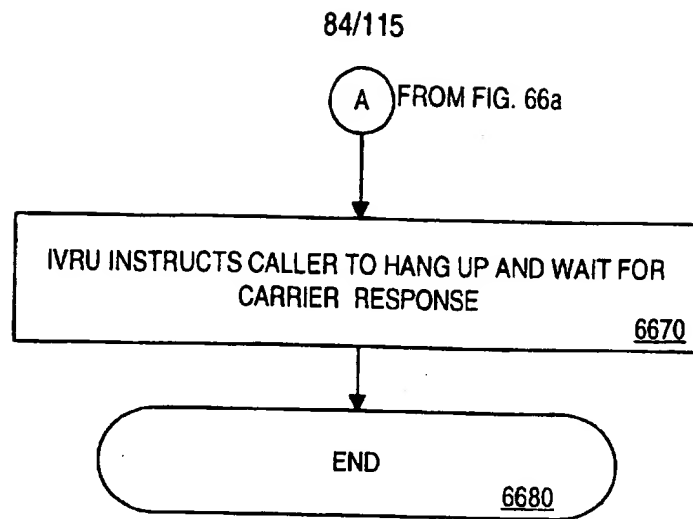 84/115
A FROM FIG. 66a
IVRU INSTRUCTS CALLER TO HANG UP AND WAIT FOR
CARRIER RESPONSE
6670
END
6680